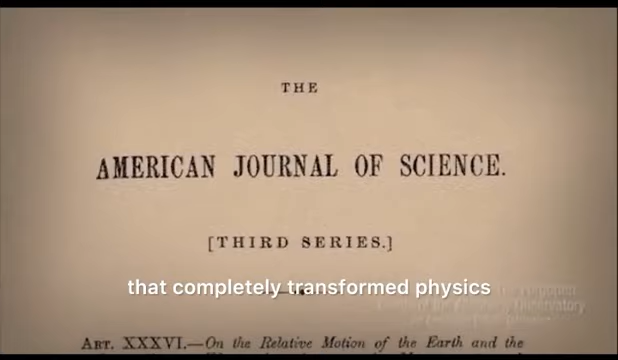 THE
AMERICAN JOURNAL OF SCIENCE.
[THIRD SERIES.]
that completely transformed physics
ART. XXXVI.—On the Relative Motion of the Earth and the